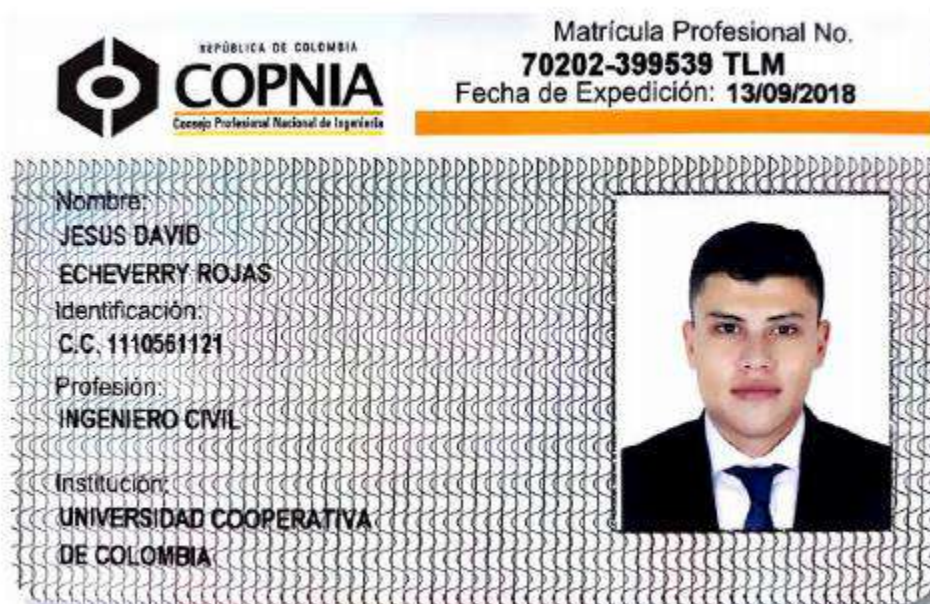 REPÚBLICA DE COLOMBIA
COPNIA
Consejo Profesional Nacional de Ingeniería
Matrícula Profesional No.
70202-399539 TLM
Fecha de Expedición: 13/09/2018
Nombre:
JESUS DAVID
ECHEVERRY ROJAS
Identificación:
C.C. 1110561121
Profesión:
INGENIERO CIVIL
Institución:
UNIVERSIDAD COOPERATIVA
DE COLOMBIA